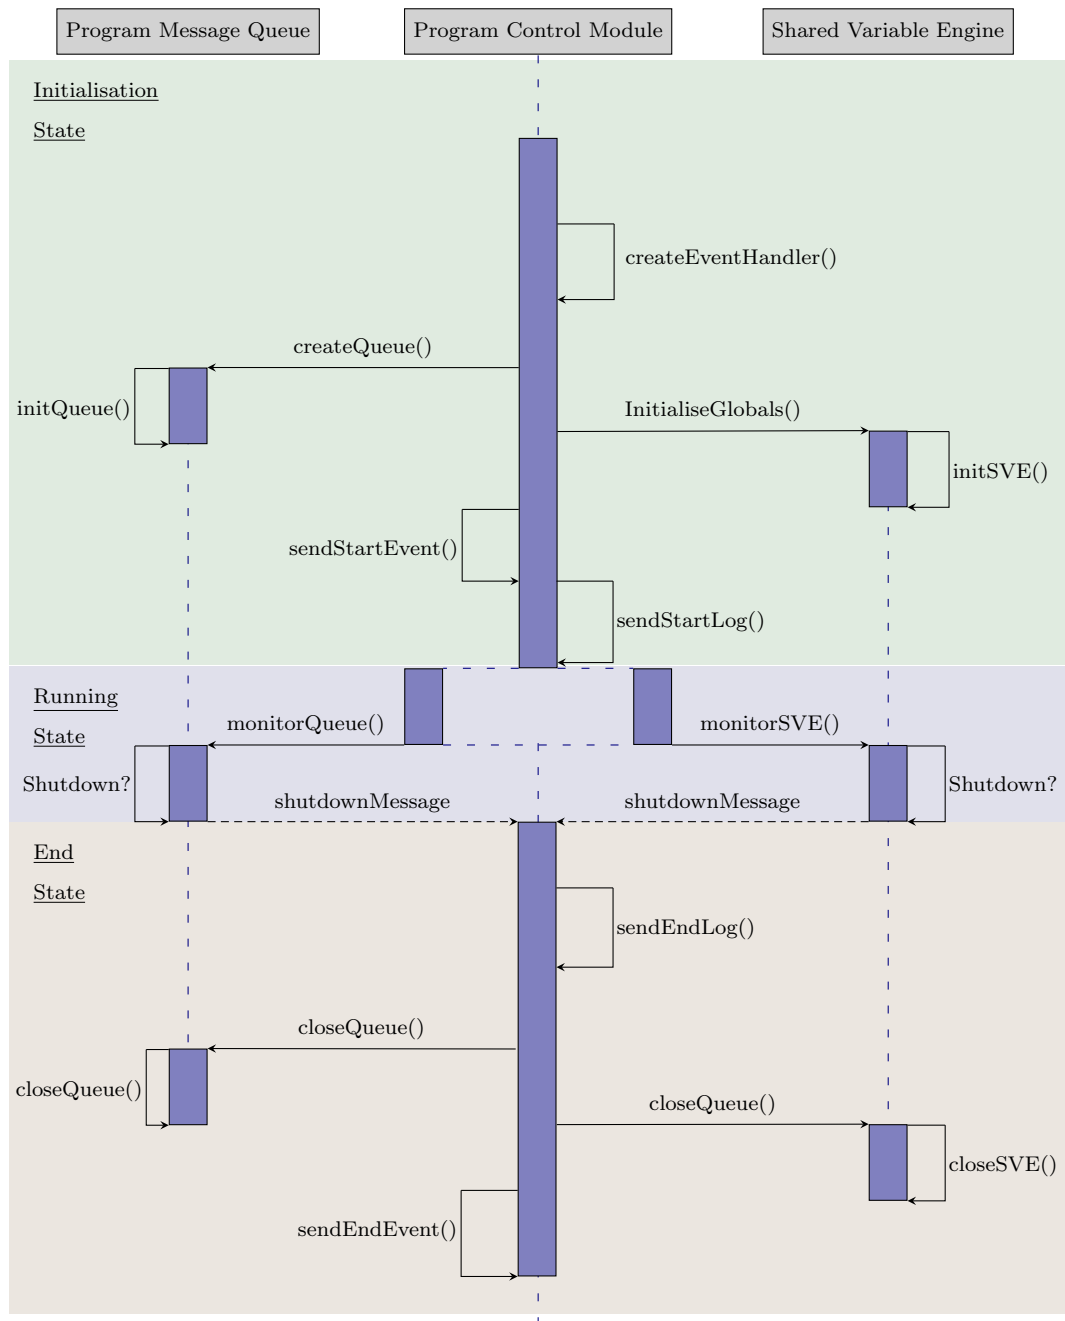 Program Message Queue
Program Control Module
Shared Variable Engine
Initialisation
State
createEventHandler()
createQueue()
initQueue()
InitialiseGlobals()
initSVE()
sendStartEvent()
sendStartLog()
Running
State
monitorQueue()
monitorSVE()
Shutdown?
Shutdown?
shutdownMessage
shutdownMessage
End
State
sendEndLog()
closeQueue()
closeQueue()
closeQueue()
closeSVE()
sendEndEvent()